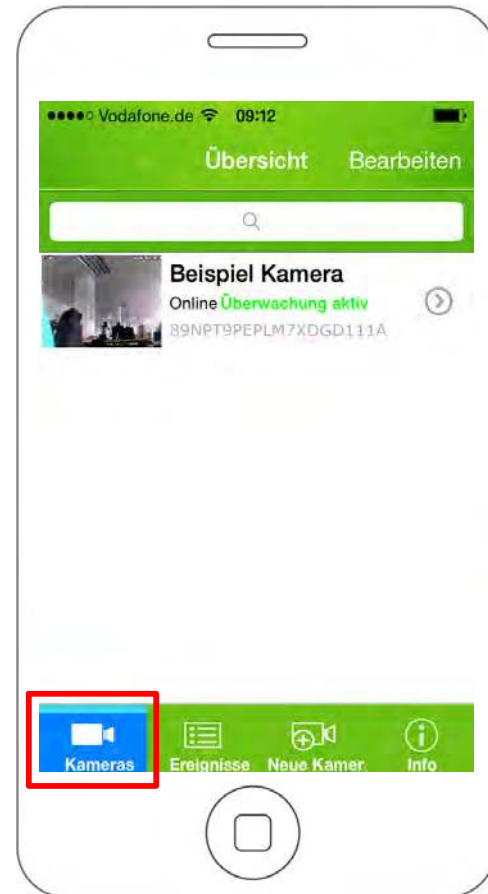 Vodafone.de 09:12
Übersicht Bearbeiten
Beispiel Kamera
Online Überwachung aktiv
89NPT9PEPLM7XDGD111A
Kameras Ereignisse Neue Kamer. Info